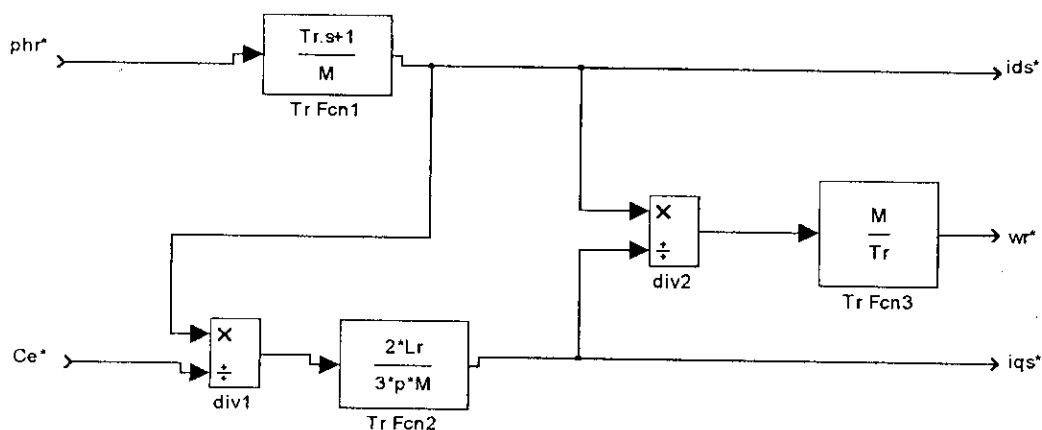 phr*
Tr.s+1
M
Tr Fcn1
ids*
×
÷
div2
M
Tr
Tr Fcn3
wr*
Ce*
×
÷
div1
2*Lr
3*p*M
Tr Fcn2
iqs*